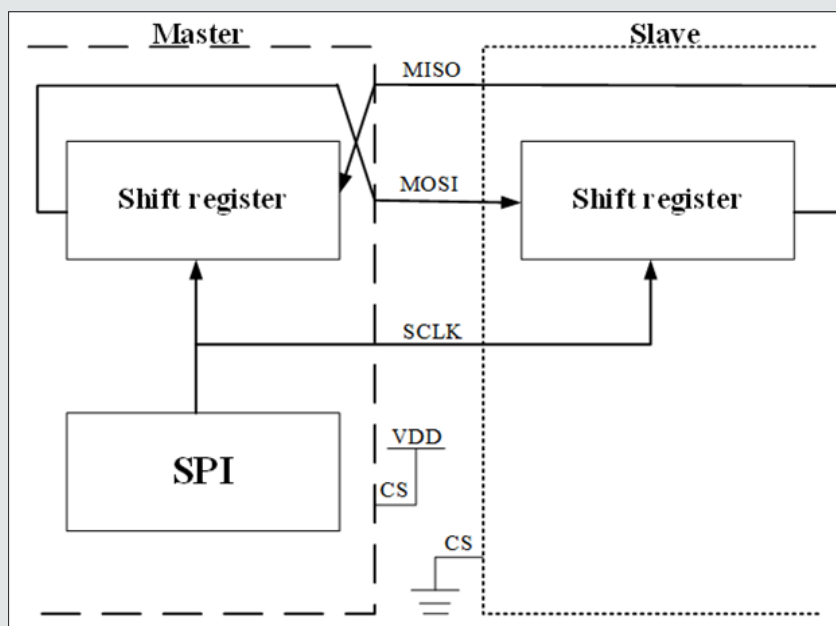 Master
Slave
MISO
Shift register
MOSI
Shift register
SCLK
SPI
VDD
CS
CS